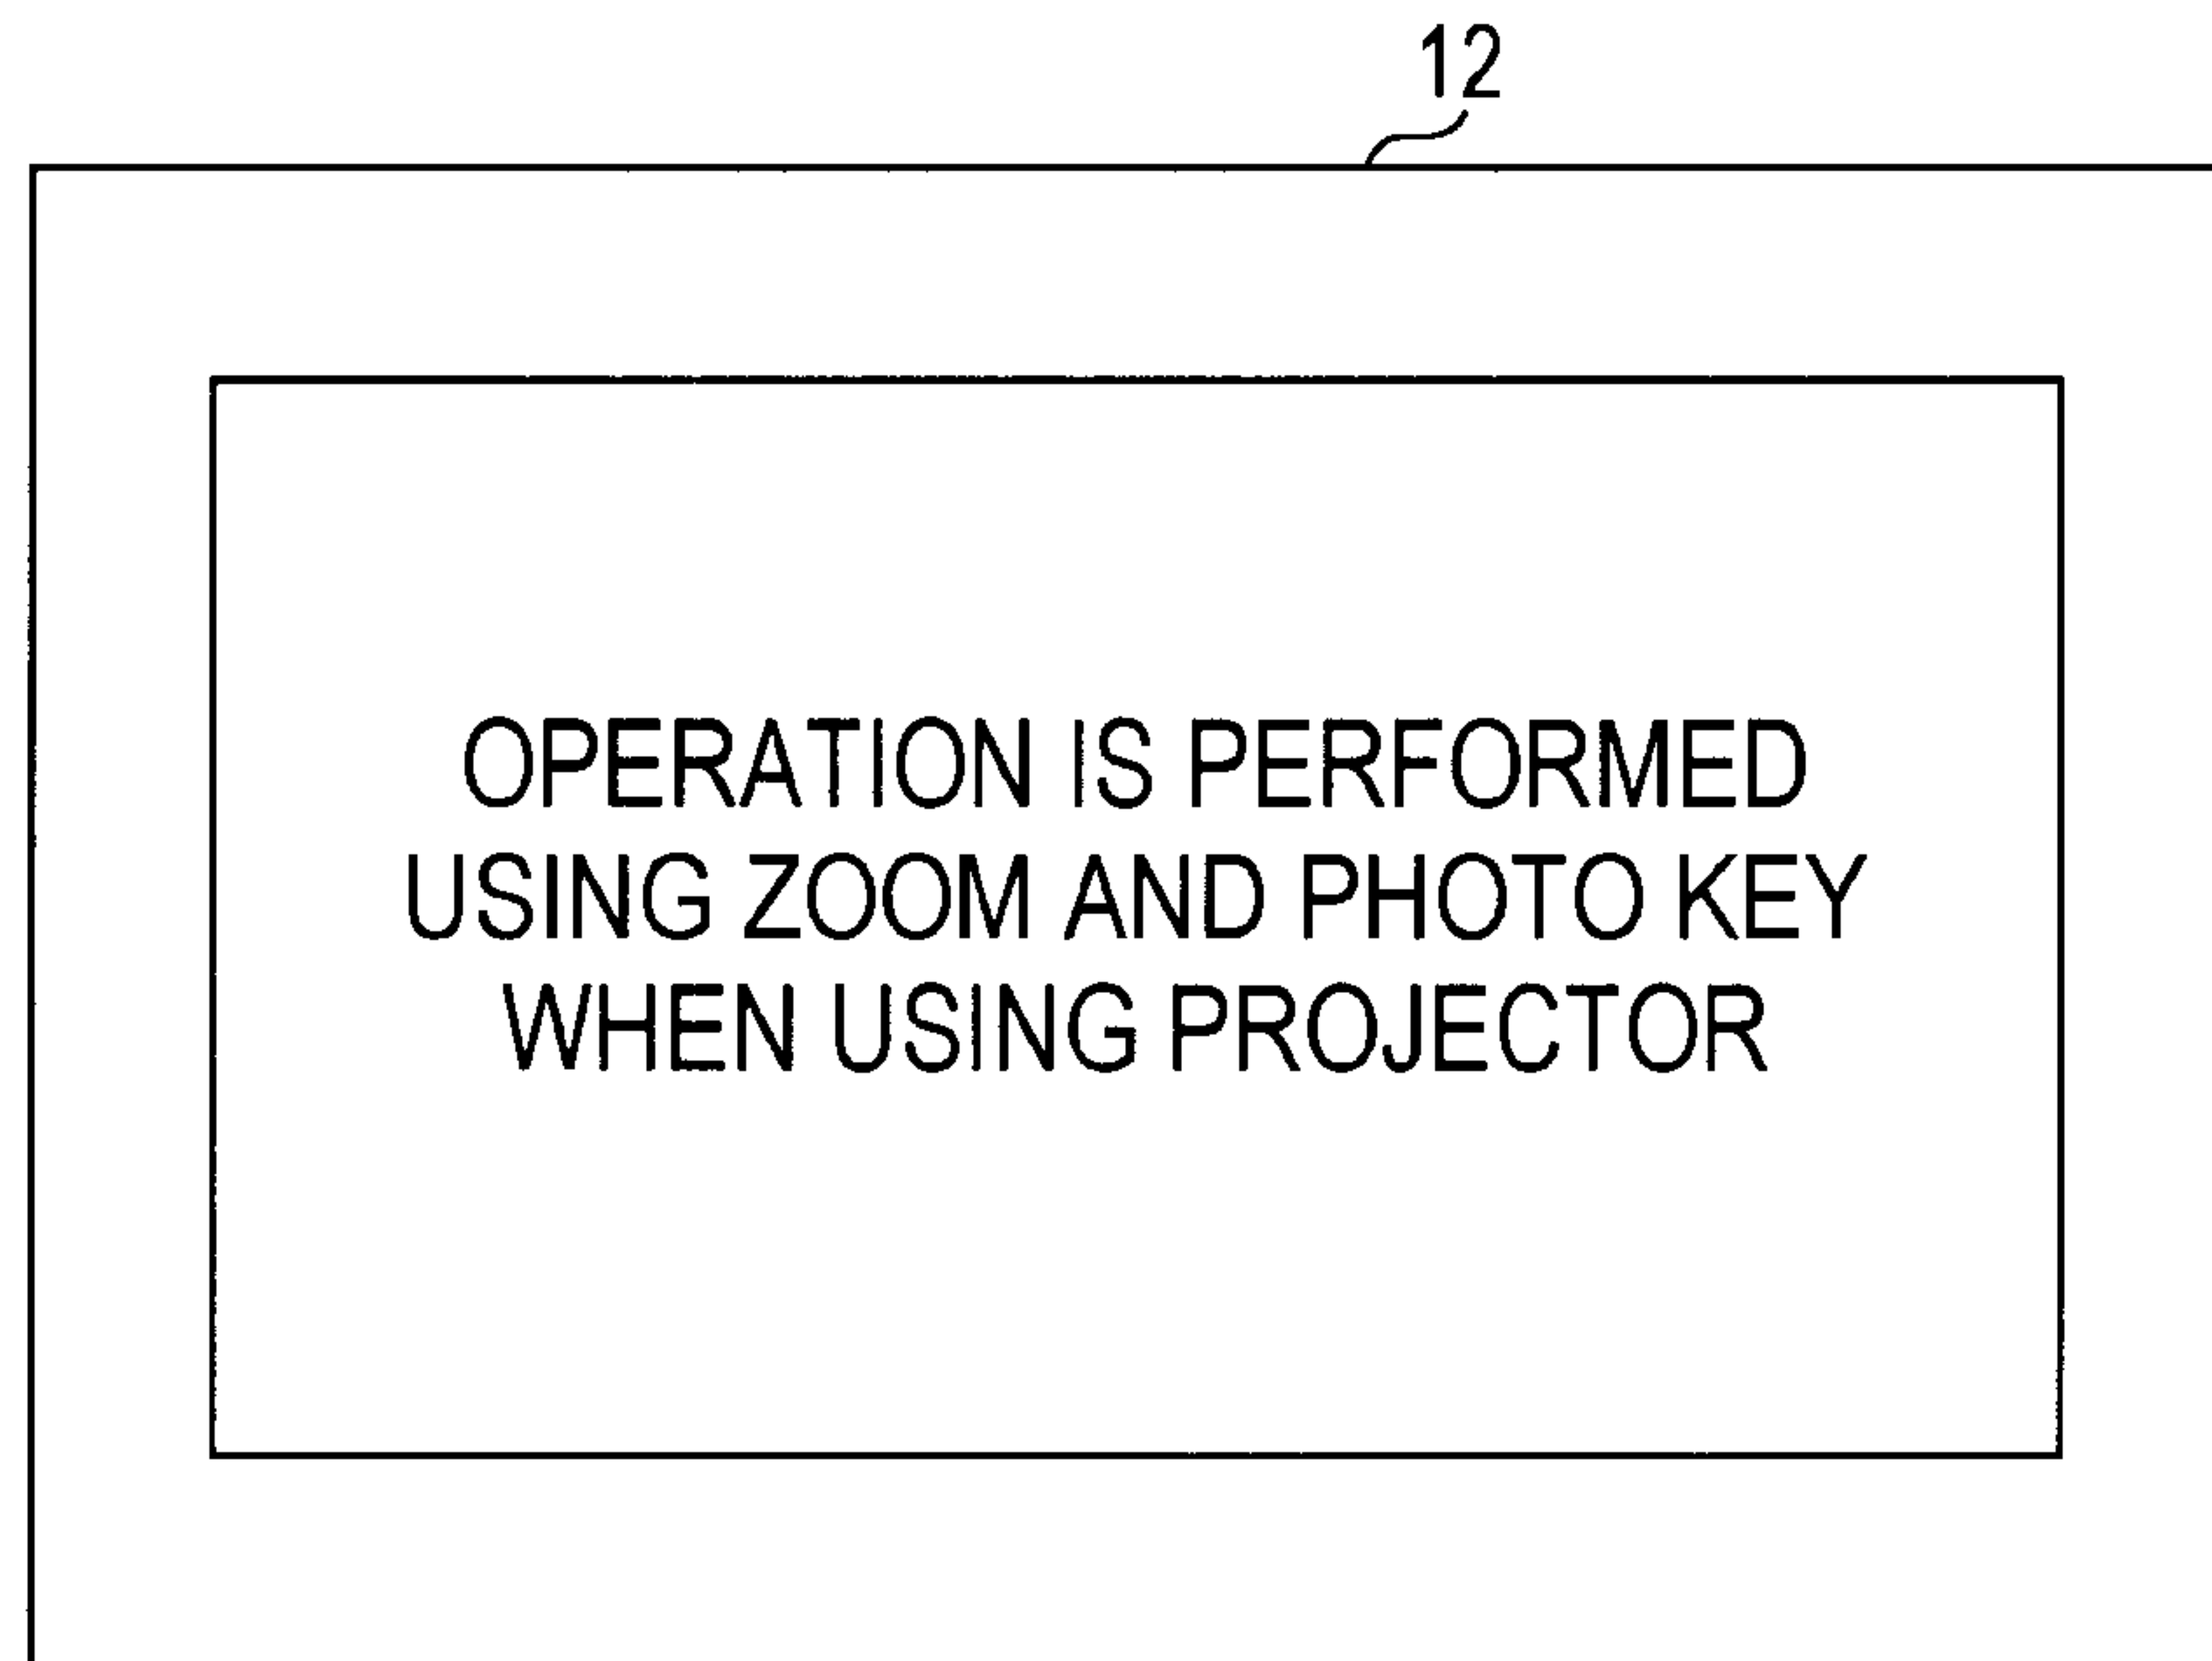 12
OPERATION IS PERFORMED
USING ZOOM AND PHOTO KEY
WHEN USING PROJECTOR